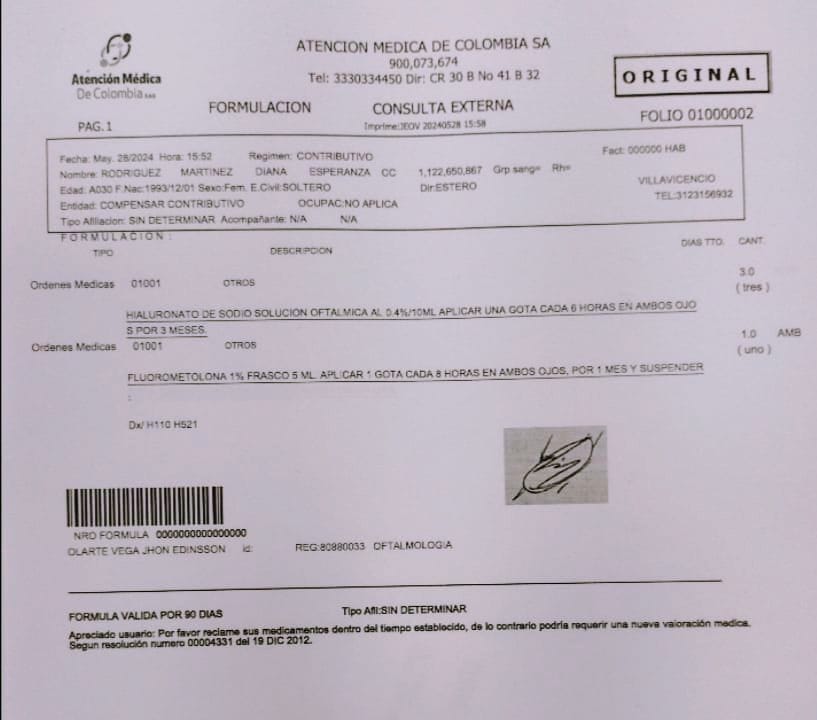 Atención Médica
De Colombia S.A.S
ATENCION MEDICA DE COLOMBIA SA
900,073,674
Tel: 3330334450 Dir: CR 30 B No 41 B 32
ORIGINAL
FORMULACION CONSULTA EXTERNA
FOLIO 01000002
PAG.1 Imprime:JEOV 20240528 15:58
Fecha: May. 28/2024 Hora: 15:52 Regimen: CONTRIBUTIVO Fact: 000000 HAB
Nombre: RODRIGUEZ MARTINEZ DIANA ESPERANZA CC 1,122,650,867 Grp sang= Rh=
Edad: A030 F.Nac:1993/12/01 Sexo:Fem. E.Civil:SOLTERO Dir:ESTERO VILLAVICENCIO
Entidad: COMPENSAR CONTRIBUTIVO OCUPAC:NO APLICA TEL:3123156932
Tipo Afiliacion: SIN DETERMINAR Acompañante: N/A N/A
FORMULACION :
TIPO DESCRIPCION DIAS TTO. CANT.
Ordenes Medicas 01001 OTROS 3.0
( tres )
HIALURONATO DE SODIO SOLUCION OFTALMICA AL 0.4%/10ML APLICAR UNA GOTA CADA 6 HORAS EN AMBOS OJO
S POR 3 MESES.
Ordenes Medicas 01001 OTROS 1.0 AMB
( uno )
FLUOROMETOLONA 1% FRASCO 5 ML. APLICAR 1 GOTA CADA 8 HORAS EN AMBOS OJOS, POR 1 MES Y SUSPENDER
:
Dx/ H110 H521
NRO FORMULA 0000000000000000
OLARTE VEGA JHON EDINSSON Id: REG:80880033 OFTALMOLOGIA
FORMULA VALIDA POR 90 DIAS Tipo Afil:SIN DETERMINAR
Apreciado usuario: Por favor reclame sus medicamentos dentro del tiempo establecido, de lo contrario podria requerir una nueva valoración medica.
Segun resolución numero 00004331 del 19 DIC 2012.